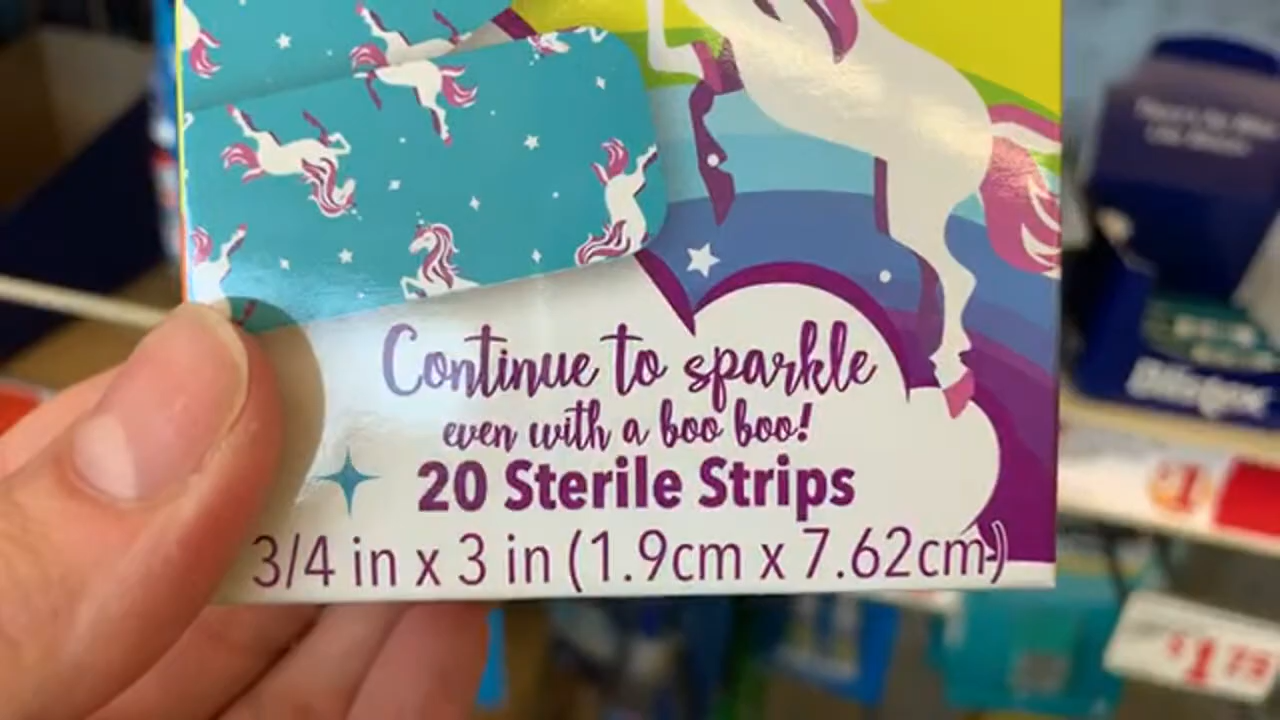 Continue to sparkle
even with a boo boo!
20 Sterile Strips
3/4 in x 3 in (1.9cm x 7.62cm)
Blistex